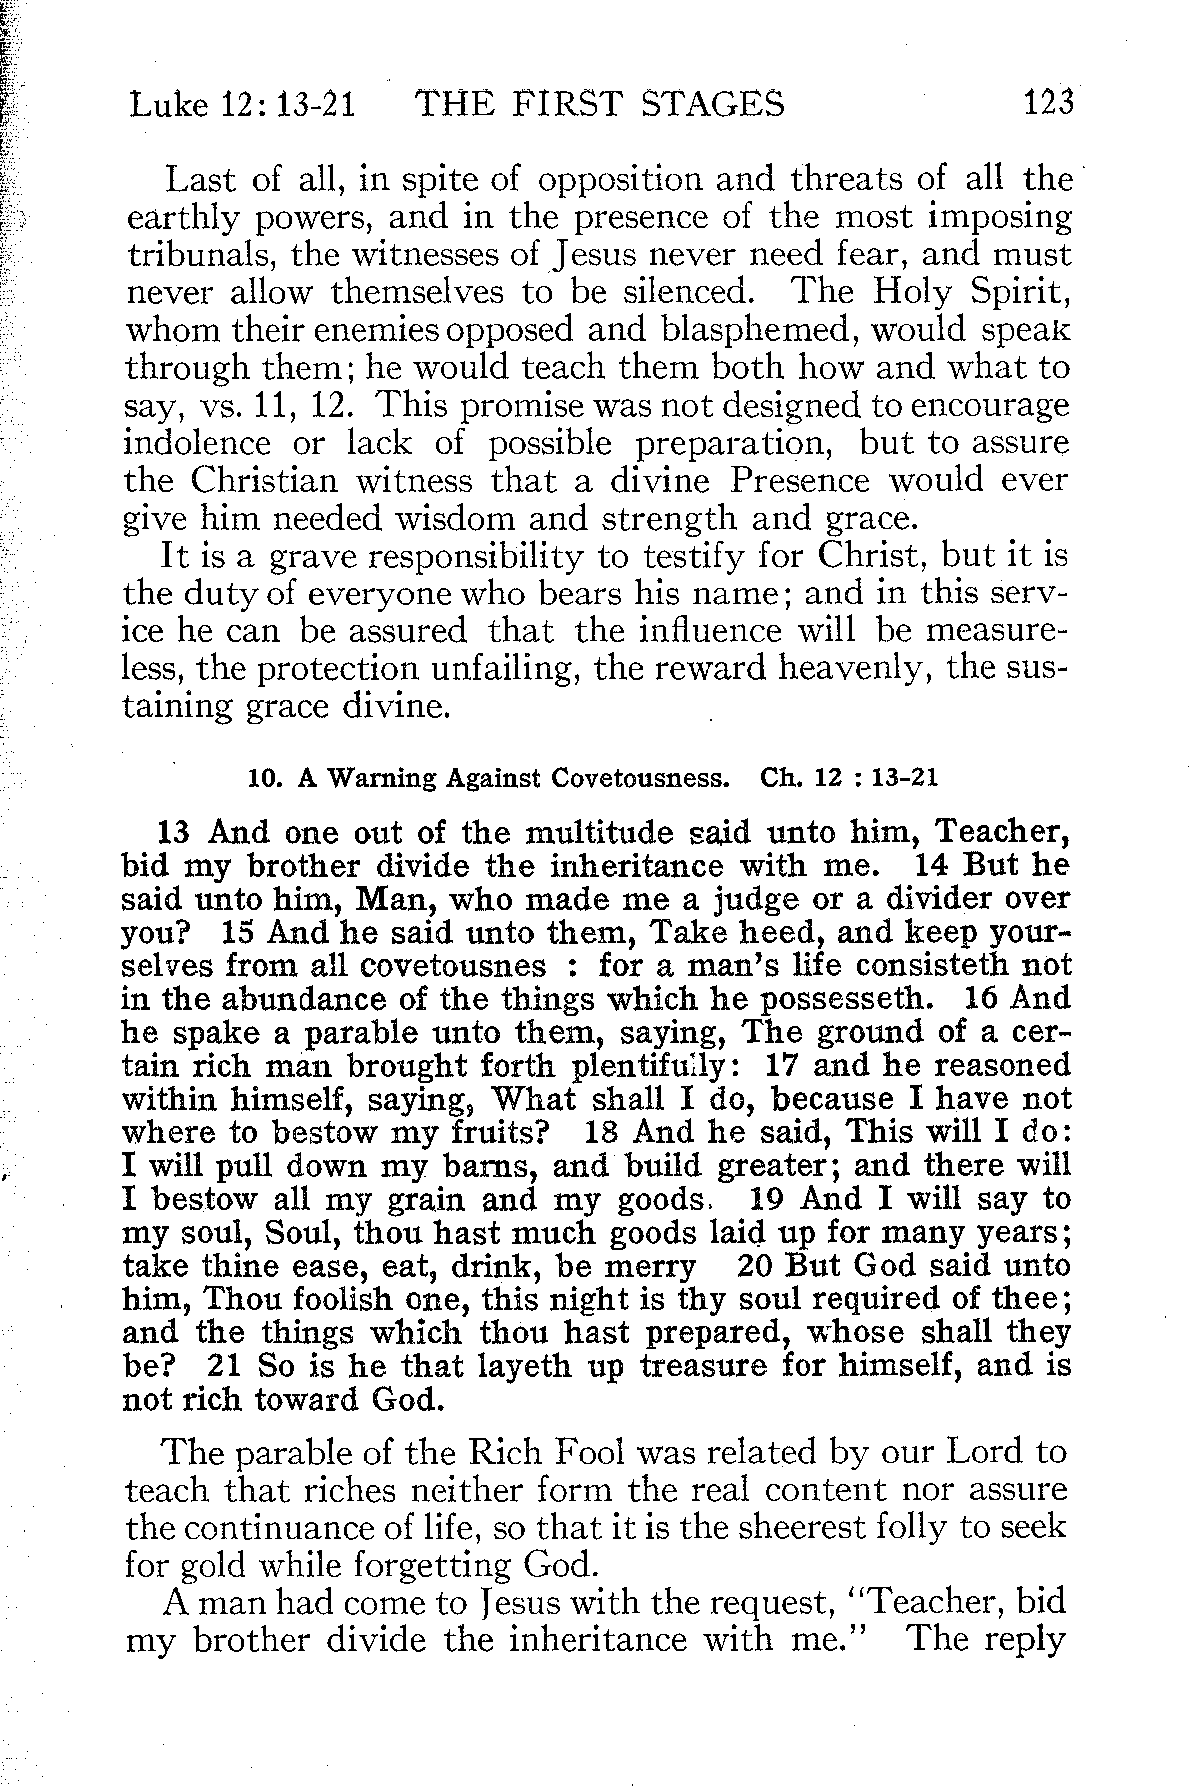 Luke 12: 13-21 THE FIRST STAGES 123
Last of all, in spite of opposition and threats of all the
earthly powers, and in the presence of the most imposing
tribunals, the witnesses of Jesus never need fear, and must
never allow themselves to be silenced. The Holy Spirit,
whom their enemies opposed and blasphemed, would speak
through them; he would teach them both how and what to
say, vs. 11, 12. This promise was not designed to encourage
indolence or lack of possible preparation, but to assure
the Christian witness that a divine Presence would ever
give him needed wisdom and strength and grace.
It is a grave responsibility to testify for Christ, but it is
the duty of everyone who bears his name; and in this serv-
ice he can be assured that the influence will be measure-
less, the protection unfailing, the reward heavenly, the sus-
taining grace divine.
10. A Warning Against Covetousness. Ch. 12 : 13-21
13 And one out of the multitude said unto him, Teacher,
bid my brother divide the inheritance with me. 14 But he
said unto him, Man, who made me a judge or a divider over
you? 15 And he said unto them, Take heed, and keep your-
selves from all covetousnes : for a man's life consisteth not
in the abundance of the things which he possesseth. 16 And
he spake a parable unto them, saying, The ground of a cer-
tain rich man brought forth plentifully: 17 and he reasoned
within himself, saying, What shall I do, because I have not
where to bestow my fruits? 18 And he said, This will I do:
I will pull down my barns, and build greater; and there will
I bestow all my grain and my goods. 19 And I will say to
my soul, Soul, thou hast much goods laid up for many years;
take thine ease, eat, drink, be merry 20 But God said unto
him, Thou foolish one, this night is thy soul required of thee;
and the things which thou hast prepared, whose shall they
be? 21 So is he that layeth up treasure for himself, and is
not rich toward God.
The parable of the Rich Fool was related by our Lord to
teach that riches neither form the real content nor assure
the continuance of life, so that it is the sheerest folly to seek
for gold while forgetting God.
A man had come to Jesus with the request, "Teacher, bid
my brother divide the inheritance with me." The reply